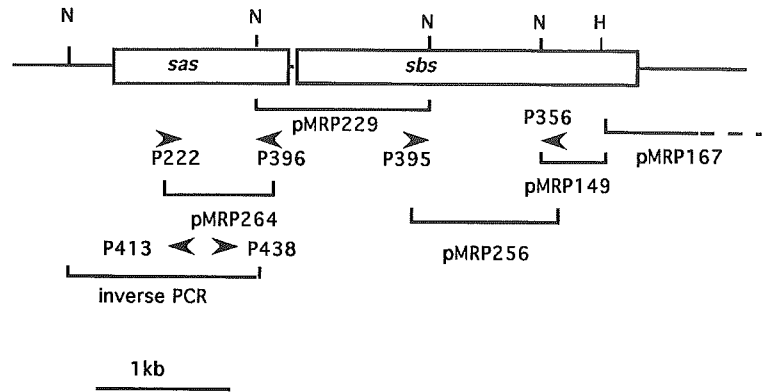 N N N N H
sas sbs
pMRP229
P356
P222 P396 P395
pMRP167
pMRP149
pMRP264
P413 P438
pMRP256
inverse PCR
1kb